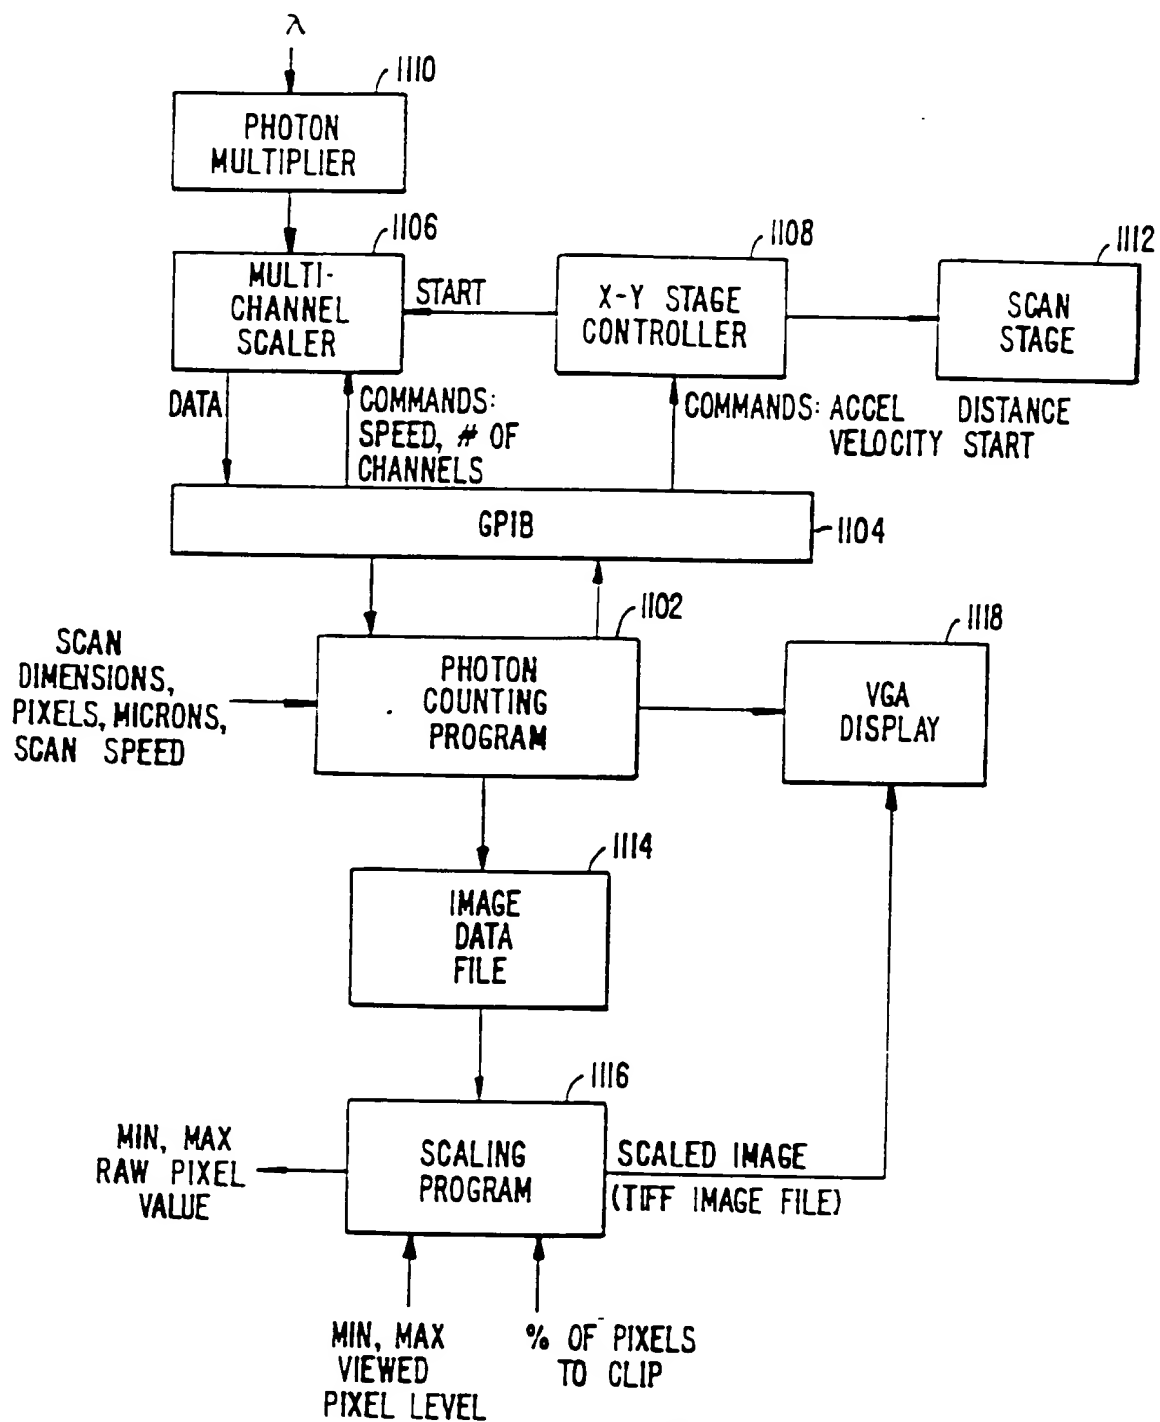 λ
1110
PHOTON
MULTIPLIER
1106
MULTI-
CHANNEL
SCALER
START
1108
X-Y STAGE
CONTROLLER
1112
SCAN
STAGE
DATA
COMMANDS:
SPEED, # OF
CHANNELS
COMMANDS: ACCEL DISTANCE
VELOCITY START
GPIB
1104
1102
SCAN
DIMENSIONS,
PIXELS, MICRONS,
SCAN SPEED
PHOTON
COUNTING
PROGRAM
1118
VGA
DISPLAY
1114
IMAGE
DATA
FILE
1116
MIN, MAX
RAW PIXEL
VALUE
SCALING
PROGRAM
SCALED IMAGE
(TIFF IMAGE FILE)
MIN, MAX
VIEWED
PIXEL LEVEL
% OF PIXELS
TO CLIP